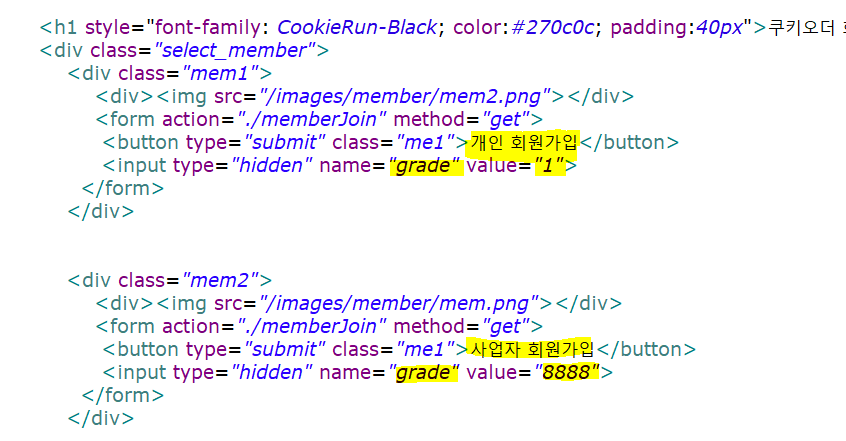 <h1 style="font-family: CookieRun-Black; color:#270c0c; padding:40px">쿠키오더
<div class="select_member">
<div class="mem1">
<div><img src="/images/member/mem2.png"></div>
<form action="./memberJoin" method="get">
<button type="submit" class="me1">개인 회원가입</button>
<input type="hidden" name="grade" value="1">
</form>
</div>
<div class="mem2">
<div><img src="/images/member/mem.png"></div>
<form action="./memberJoin" method="get">
<button type="submit" class="me1">사업자 회원가입</button>
<input type="hidden" name="grade" value="8888">
</form>
</div>